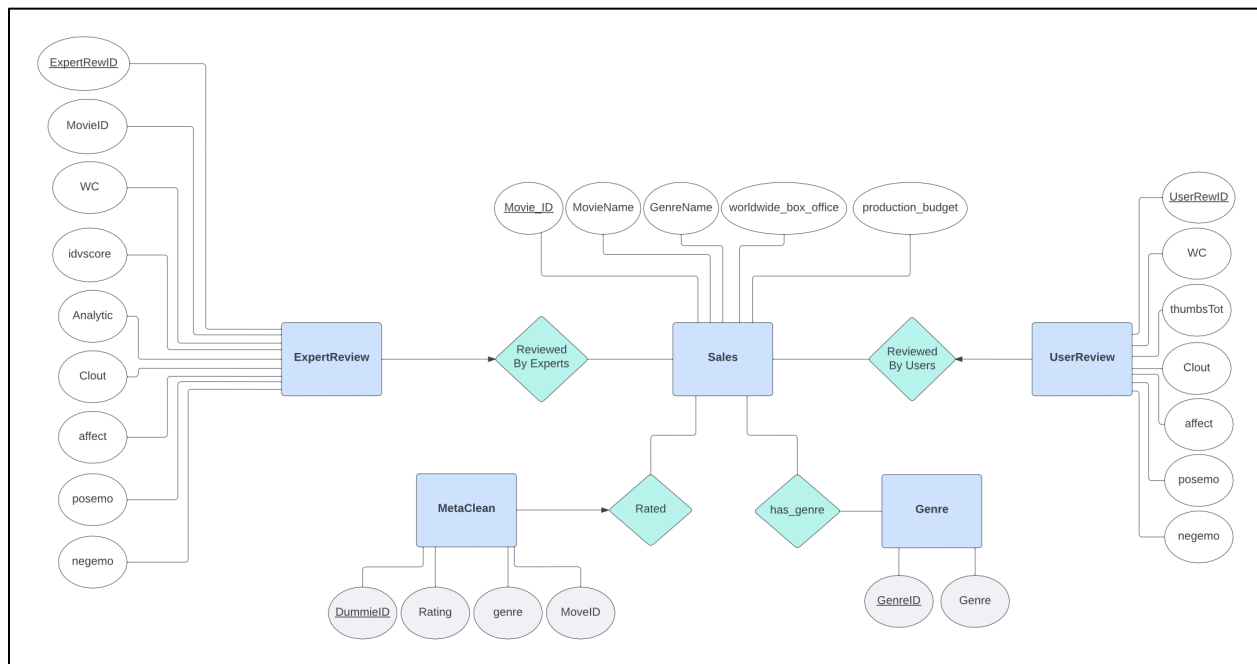 ExpertRewID
MovieID
WC
idvscore
Analytic
Clout
affect
posemo
negemo
ExpertReview
Reviewed
By Experts
Movie_ID
MovieName
GenreName
worldwide_box_office
production_budget
Sales
Reviewed
By Users
UserReview
UserRewID
WC
thumbsTot
Clout
affect
posemo
negemo
MetaClean
Rated
has_genre
Genre
DummieID
Rating
genre
MoveID
GenreID
Genre